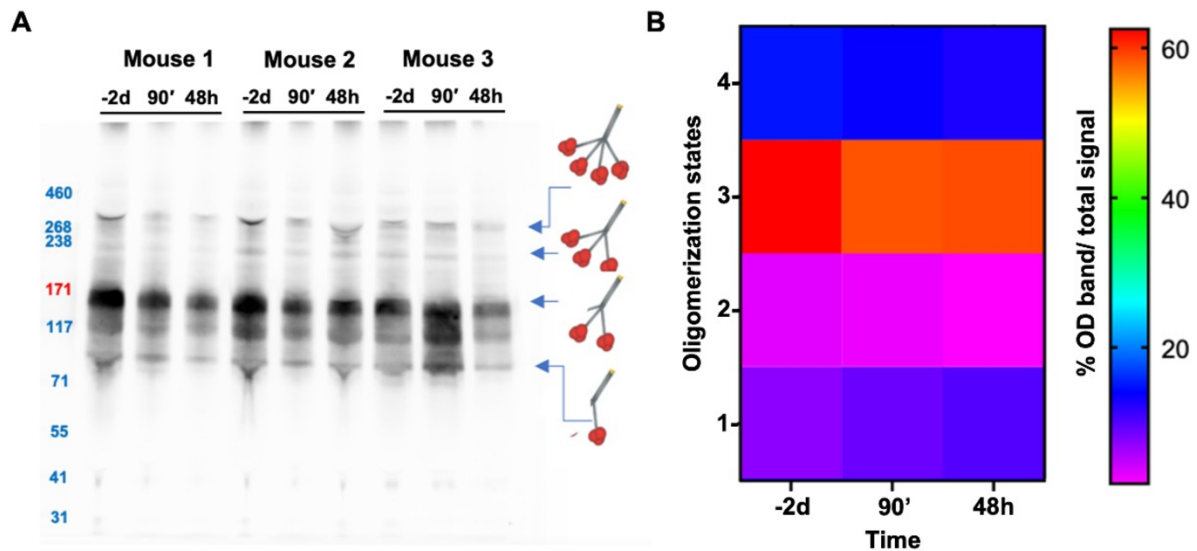 A
Mouse 1 Mouse 2 Mouse 3
-2d 90′ 48h -2d 90′ 48h -2d 90′ 48h
460
268
238
171
117
71
55
41
31
B
Oligomerization states
4
3
2
1
-2d 90’ 48h
Time
60
40
20
% OD band/ total signal